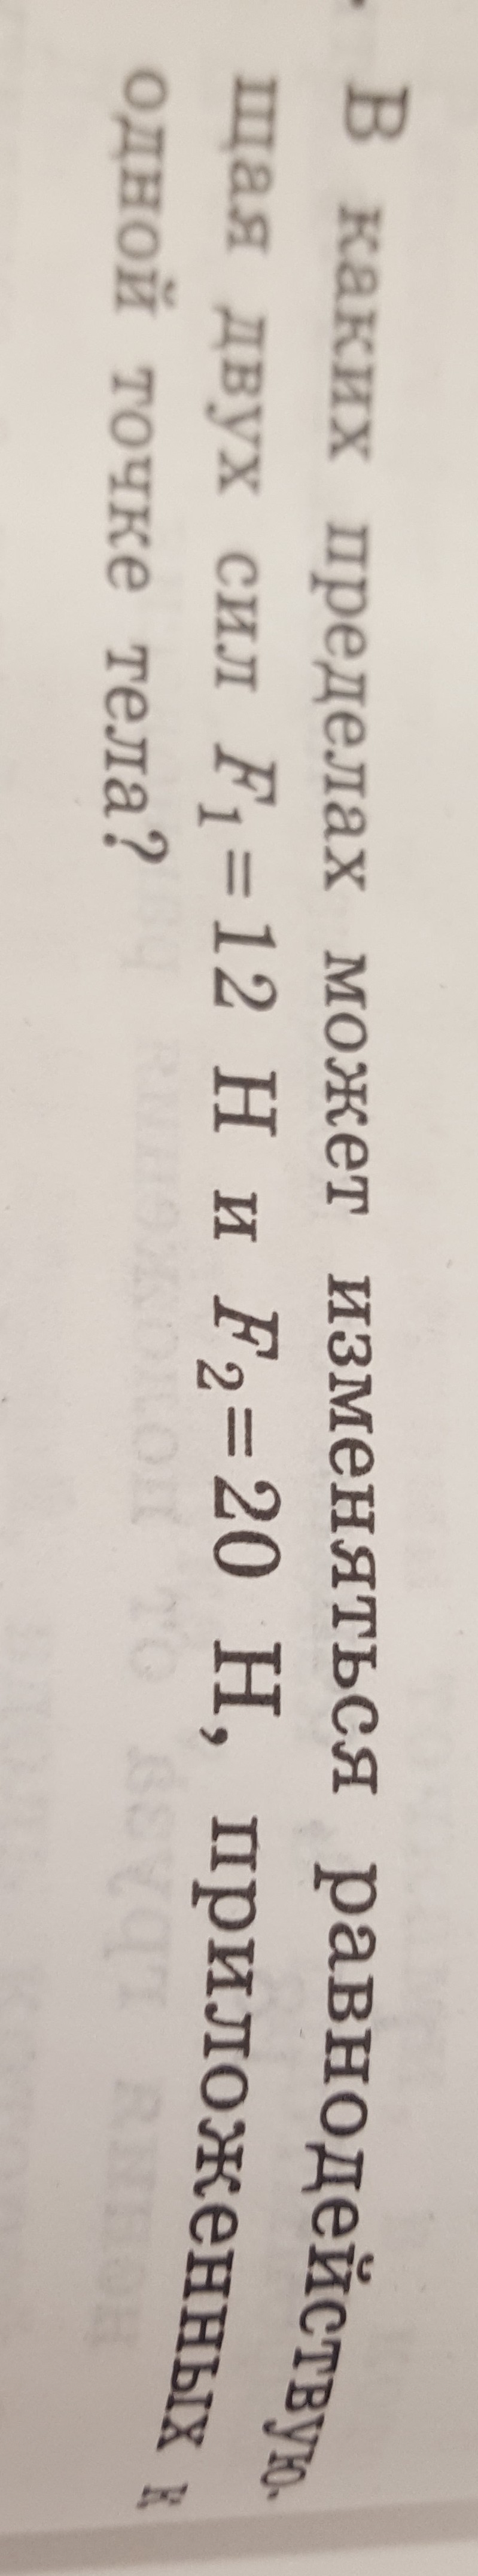 В каких пределах может изменяться равнодействую-
щая двух сил F₁=12 Н и F₂=20 Н, приложенных к
одной точке тела?